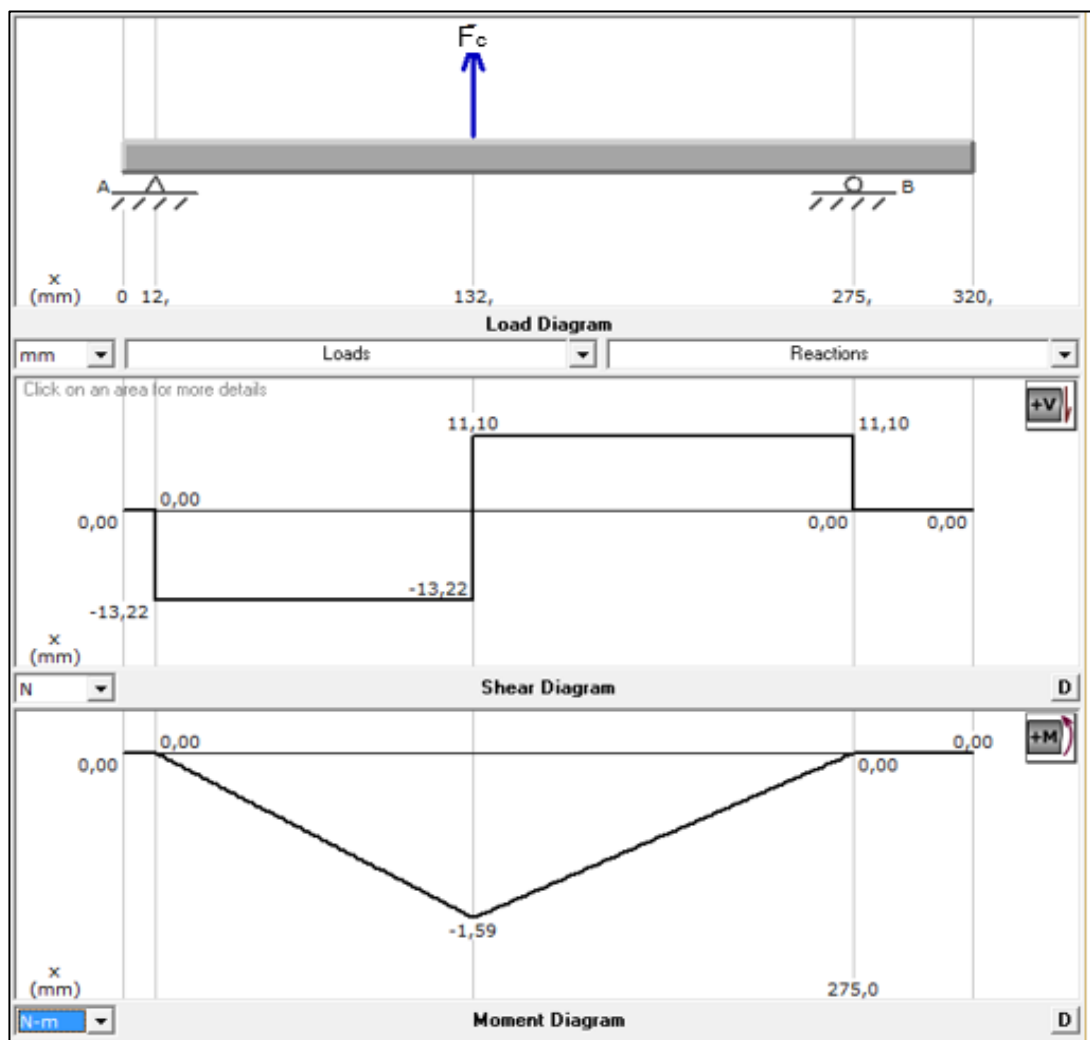 Fc
A
B
x
(mm) 0 12, 132, 275, 320,
Load Diagram
mm Loads Reactions
Click on an area for more details
+V
11,10 11,10
0,00
0,00 0,00 0,00
-13,22
-13,22
x
(mm)
N Shear Diagram D
+M
0,00 0,00
0,00 0,00
-1,59
x
(mm) 275,0
N-m Moment Diagram D